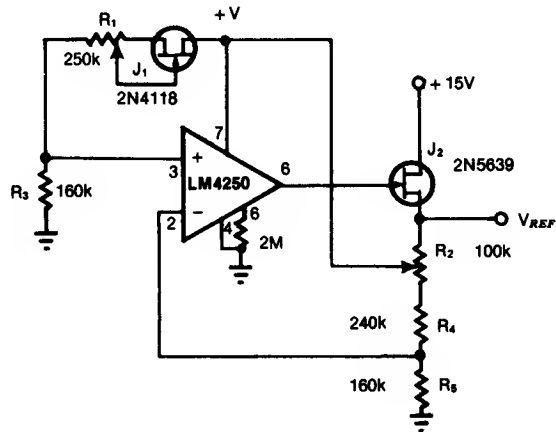 R₁
+V
250k
J₁
2N4118
+ 15V
7
J₂
2N5639
+
3
LM4250
6
R₃
160k
−
2
6
4
2M
V_REF
R₂
100k
240k
R₄
160k
R₅